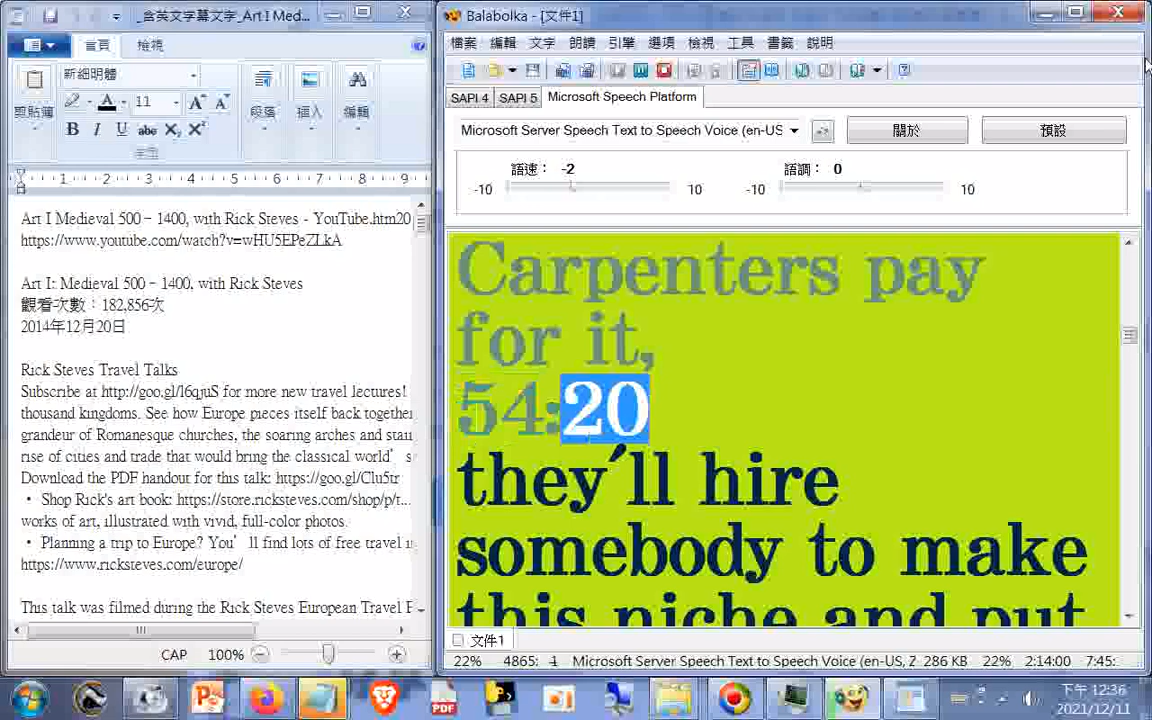 _含英文字幕文字_Art I Med...
首頁
檢視
剪貼簿
新細明體
11
B I U abc X₂ X²
字型
段落
插入
編輯
1 2 3 4 5 6 7 8 9
Art I Medieval 500–1400, with Rick Steves - YouTube.htm20
https://www.youtube.com/watch?v=wHU5EPeZLkA
Art I: Medieval 500–1400, with Rick Steves
觀看次數：182,856次
2014年12月20日
Rick Steves Travel Talks
Subscribe at http://goo.gl/l6qjuS for more new travel lectures!
thousand kingdoms. See how Europe pieces itself back together
grandeur of Romanesque churches, the soaring arches and stai
rise of cities and trade that would bring the classical world's s
Download the PDF handout for this talk: https://goo.gl/Clu5tr
• Shop Rick's art book: https://store.ricksteves.com/shop/p/t...
works of art, illustrated with vivid, full-color photos.
• Planning a trip to Europe? You'll find lots of free travel i
https://www.ricksteves.com/europe/
This talk was filmed during the Rick Steves European Travel F
CAP 100%
Balabolka - [文件1]
檔案 編輯 文字 朗讀 引擎 選項 檢視 工具 書籤 說明
SAPI 4 SAPI 5 Microsoft Speech Platform
Microsoft Server Speech Text to Speech Voice (en-US
關於
預設
語速： -2
語調： 0
-10 10 -10 10
Carpenters pay
for it,
54:20
they'll hire
somebody to make
this niche and put
文件1
22% 4865: 1 Microsoft Server Speech Text to Speech Voice (en-US, Z 286 KB 22% 2:14:00 7:45:
PDF
下午 12:36
2021/12/11